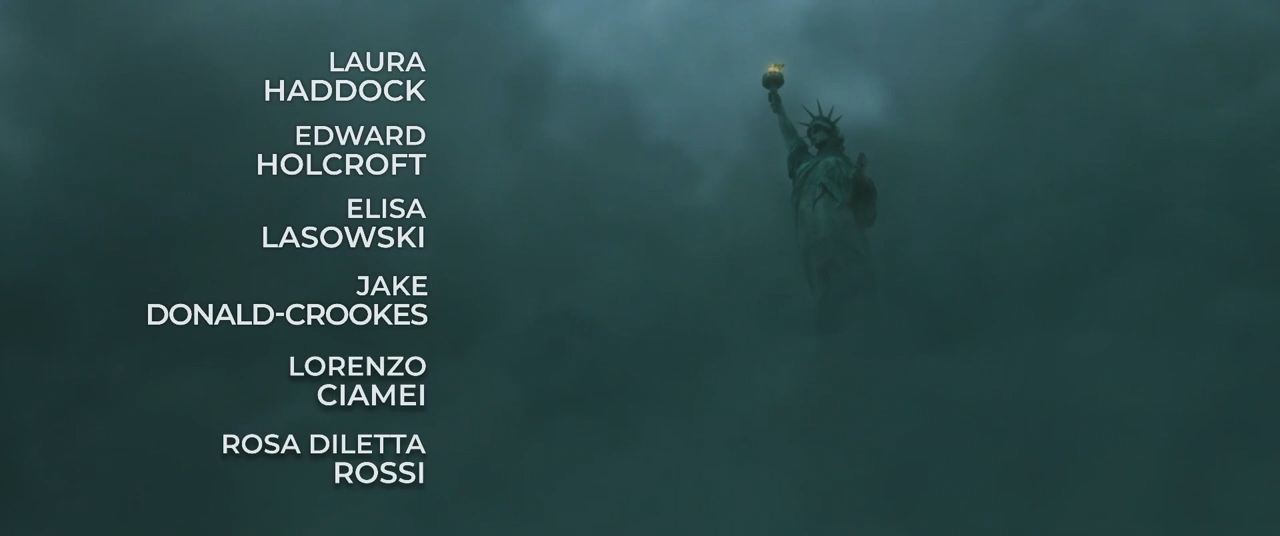 LAURA
HADDOCK
EDWARD
HOLCROFT
ELISA
LASOWSKI
JAKE
DONALD-CROOKES
LORENZO
CIAMEI
ROSA DILETTA
ROSSI